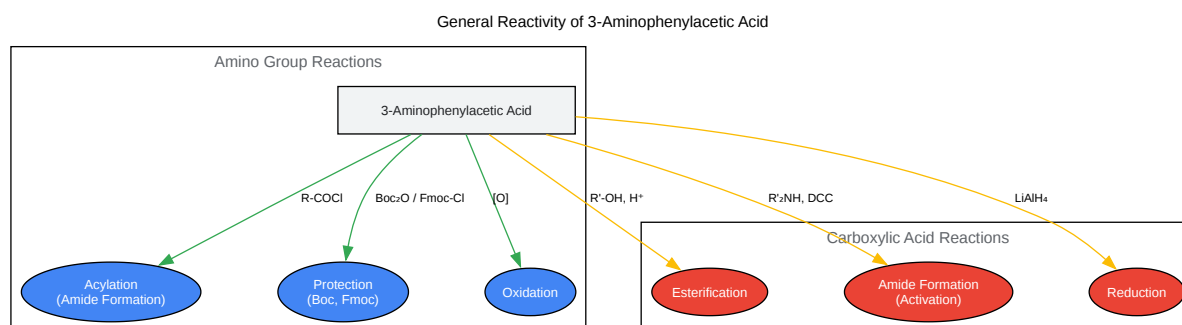 General Reactivity of 3-Aminophenylacetic Acid
Amino Group Reactions
3-Aminophenylacetic Acid
R-COCl
Boc₂O / Fmoc-Cl
[O]
R'-OH, H⁺
R'₂NH, DCC
LiAlH₄
Carboxylic Acid Reactions
Acylation
(Amide Formation)
Protection
(Boc, Fmoc)
Oxidation
Esterification
Amide Formation
(Activation)
Reduction